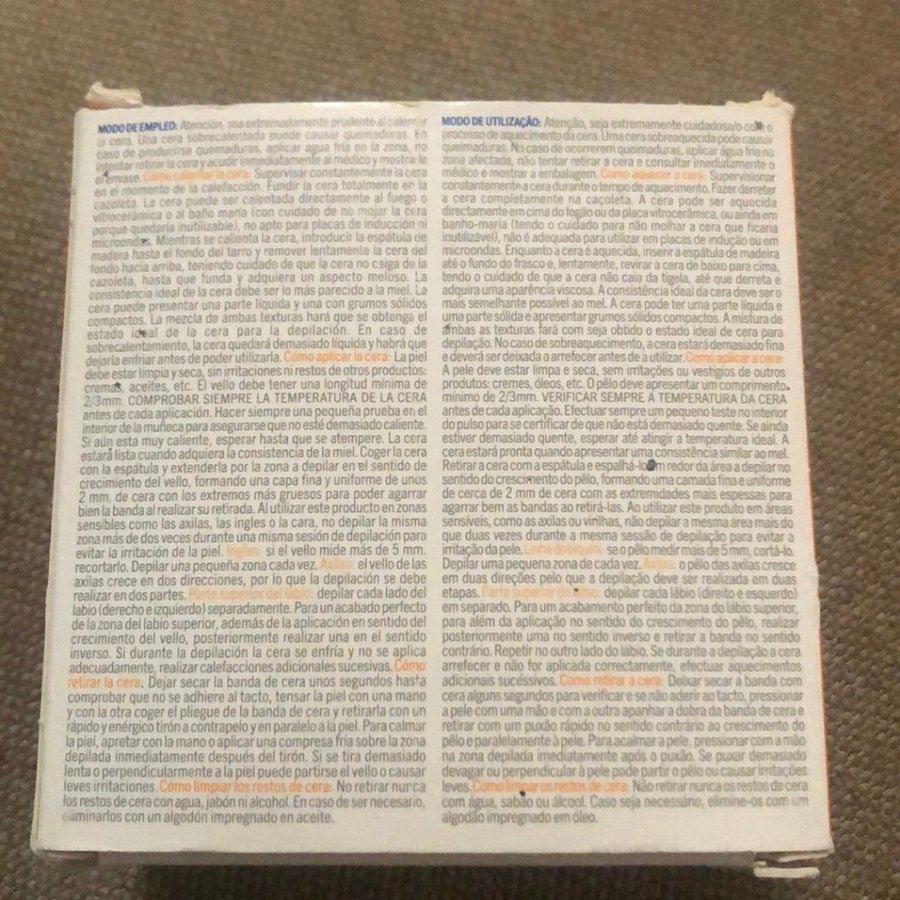 MODO DE EMPLEO: Atención, sea extremadamente prudente al calentar
la cera. Una cera sobrecalentada puede causar quemaduras. En
caso de producirse quemaduras, aplicar agua fría en la zona, no
intentar retirar la cera y acudir inmediatamente al médico y mostrarle
el envase. Cómo calentar la cera: Supervisar constantemente la cera
en el momento de la calefacción. Fundir la cera totalmente en la
cazoleta. La cera puede ser calentada directamente al fuego o
vitrocerámica o al baño maría (con cuidado de no mojar la cera
porque quedaría inutilizable), no apto para placas de inducción ni
microondas. Mientras se calienta la cera, introducir la espátula de
madera hasta el fondo del tarro y remover lentamente la cera del
fondo hacia arriba, teniendo cuidado de que la cera no caiga de la
cazoleta, hasta que funda y adquiera un aspecto meloso. La
consistencia ideal de la cera debe ser lo más parecido a la miel. La
cera puede presentar una parte líquida y una con grumos sólidos
compactos. La mezcla de ambas texturas hará que se obtenga el
estado ideal de la cera para la depilación. En caso de
sobrecalentamiento, la cera quedará demasiado líquida y habrá que
dejarla enfriar antes de poder utilizarla. Cómo aplicar la cera: La piel
debe estar limpia y seca, sin irritaciones ni restos de otros productos:
cremas, aceites, etc. El vello debe tener una longitud mínima de
2/3mm. COMPROBAR SIEMPRE LA TEMPERATURA DE LA CERA
antes de cada aplicación. Hacer siempre una pequeña prueba en el
interior de la muñeca para asegurarse que no esté demasiado caliente.
Si aún esta muy caliente, esperar hasta que se atempere. La cera
estará lista cuando adquiera la consistencia de la miel. Coger la cera
con la espátula y extenderla por la zona a depilar en el sentido de
crecimiento del vello, formando una capa fina y uniforme de unos
2 mm. de cera con los extremos más gruesos para poder agarrar
bien la banda al realizar su retirada. Al utilizar este producto en zonas
sensibles como las axilas, las ingles o la cara, no depilar la misma
zona más de dos veces durante una misma sesión de depilación para
evitar la irritación de la piel. Ingles: si el vello mide más de 5 mm.
recortarlo. Depilar una pequeña zona cada vez. Axilas: el vello de las
axilas crece en dos direcciones, por lo que la depilación se debe
realizar en dos partes. Parte superior del labio: depilar cada lado del
labio (derecho e izquierdo) separadamente. Para un acabado perfecto
de la zona del labio superior, además de la aplicación en sentido del
crecimiento del vello, posteriormente realizar una en el sentido
inverso. Si durante la depilación la cera se enfría y no se aplica
adecuadamente, realizar calefacciones adicionales sucesivas. Cómo
retirar la cera: Dejar secar la banda de cera unos segundos hasta
comprobar que no se adhiere al tacto, tensar la piel con una mano
y con la otra coger el pliegue de la banda de cera y retirarla con un
rápido y enérgico tirón a contrapelo y en paralelo a la piel. Para calmar
la piel, apretar con la mano o aplicar una compresa fría sobre la zona
depilada inmediatamente después del tirón. Si se tira demasiado
lenta o perpendicularmente a la piel puede partirse el vello o causar
leves irritaciones. Cómo limpiar los restos de cera: No retirar nunca
los restos de cera con agua, jabón ni alcohol. En caso de ser necesario,
eliminarlos con un algodón impregnado en aceite.
MODO DE UTILIZAÇÃO: Atenção, seja extremamente cuidadosa/o com o
processo de aquecimento da cera. Uma cera sobreaquecida pode causar
queimaduras. No caso de ocorrerem queimaduras, aplicar água fria na
zona afectada, não tentar retirar a cera e consultar imediatamente o
médico e mostrar a embalagem. Como aquecer a cera: Supervisionar
constantemente a cera durante o tempo de aquecimento. Fazer derreter
a cera completamente na caçoleta. A cera pode ser aquecida
directamente em cima do fogão ou da placa vitrocerâmica, ou ainda em
banho-maria (tendo o cuidado para não molhar a cera que ficaria
inutilizável), não é adequada para utilizar em placas de indução ou em
microondas. Enquanto a cera é aquecida, inserir a espátula de madeira
até o fundo do frasco e, lentamente, revirar a cera de baixo para cima,
tendo o cuidado de que a cera não caia da tigela, até que derreta e
adquira uma aparência viscosa. A consistência ideal da cera deve ser o
mais semelhante possível ao mel. A cera pode ter uma parte líquida e
uma parte sólida e apresentar grumos sólidos compactos. A mistura de
ambas as texturas fará com seja obtido o estado ideal de cera para
depilação. No caso de sobreaquecimento, a cera estará demasiado fina
e deverá ser deixada a arrefecer antes de a utilizar. Como aplicar a cera:
A pele deve estar limpa e seca, sem irritações ou vestígios de outros
produtos: cremes, óleos, etc. O pêlo deve apresentar um comprimento
mínimo de 2/3mm. VERIFICAR SEMPRE A TEMPERATURA DA CERA
antes de cada aplicação. Efectuar sempre um pequeno teste no interior
do pulso para se certificar de que não está demasiado quente. Se ainda
estiver demasiado quente, esperar até atingir a temperatura ideal. A
cera estará pronta quando apresentar uma consistência similar ao mel.
Retirar a cera com a espátula e espalhá-la em redor da área a depilar no
sentido do crescimento do pêlo, formando uma camada fina e uniforme
de cerca de 2 mm de cera com as extremidades mais espessas para
agarrar bem as bandas ao retirá-las. Ao utilizar este produto em áreas
sensíveis, como as axilas ou virilhas, não depilar a mesma área mais do
que duas vezes durante a mesma sessão de depilação para evitar a
irritação da pele. Linha do biquíni: se o pêlo medir mais de 5 mm, cortá-lo.
Depilar uma pequena zona de cada vez. Axilas: o pêlo das axilas cresce
em duas direções pelo que a depilação deve ser realizada em duas
etapas. Parte superior do lábio: depilar cada lábio (direito e esquerdo)
em separado. Para um acabamento perfeito da zona do lábio superior,
para além da aplicação no sentido do crescimento do pêlo, realizar
posteriormente uma no sentido inverso e retirar a banda no sentido
contrário. Repetir no outro lado do lábio. Se durante a depilação a cera
arrefecer e não for aplicada correctamente, efectuar aquecimentos
adicionais sucessivos. Como retirar a cera: Deixar secar a banda com
cera alguns segundos para verificar e se não aderir ao tacto, pressionar
a pele com uma mão e com a outra apanhar a dobra da banda de cera e
retirar com um puxão rápido no sentido contrário ao crescimento do
pêlo e paralelamente à pele. Para acalmar a pele, pressionar com a mão
na zona depilada imediatamente após o puxão. Se puxar demasiado
devagar ou perpendicular à pele pode partir o pêlo ou causar irritações
leves. Como limpar os restos de cera: Não retirar nunca os restos de cera
com água, sabão ou álcool. Caso seja necessário, elimine-os com um
algodão impregnado em óleo.